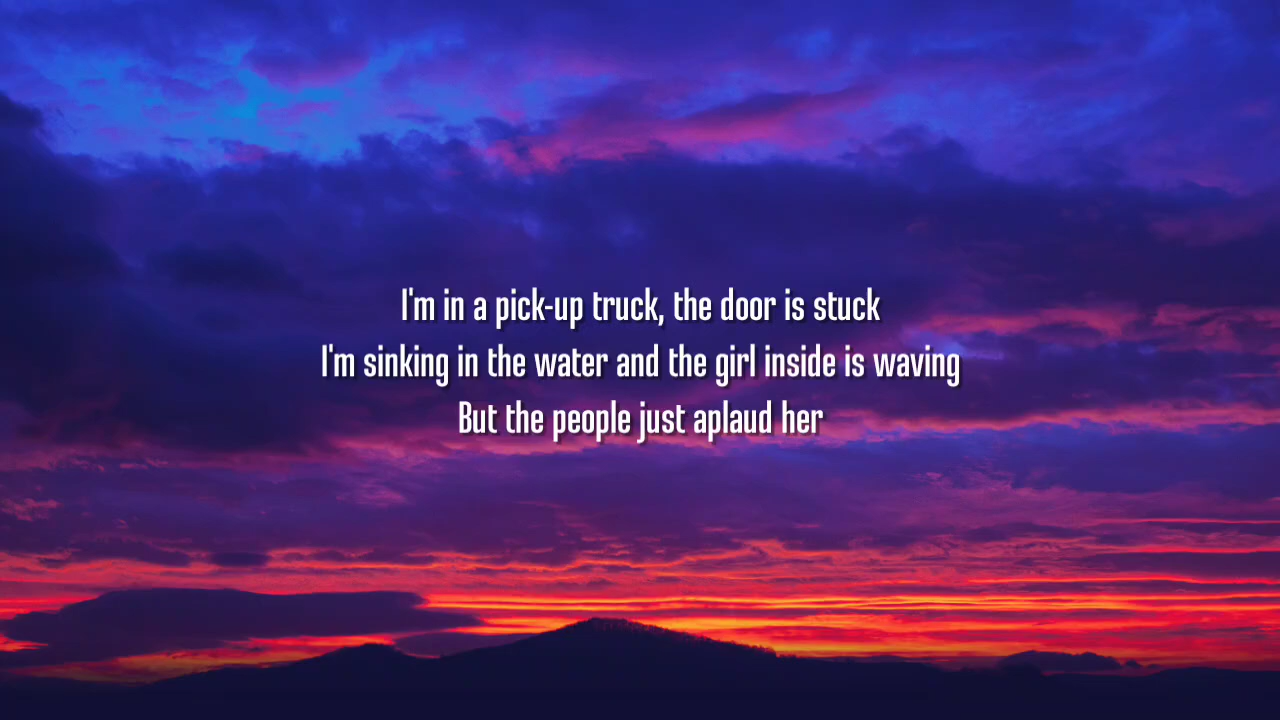 I'm in a pick-up truck, the door is stuck
I'm sinking in the water and the girl inside is waving
But the people just aplaud her